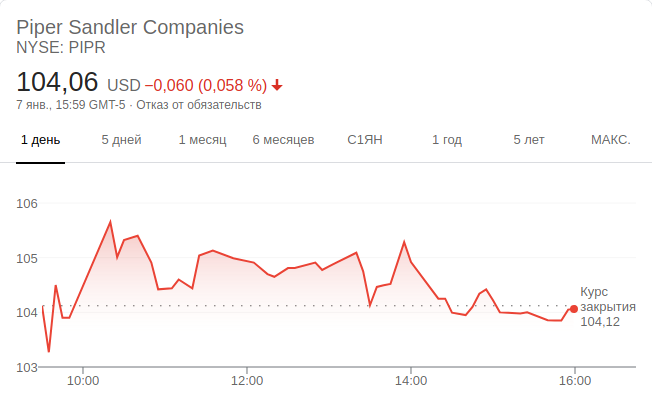 Piper Sandler Companies
NYSE: PIPR
104,06 USD −0,060 (0,058 %)
7 янв., 15:59 GMT-5 · Отказ от обязательств
1 день 5 дней 1 месяц 6 месяцев С1ЯН 1 год 5 лет МАКС.
106
105
104
103
Курс
закрытия
104,12
10:00 12:00 14:00 16:00